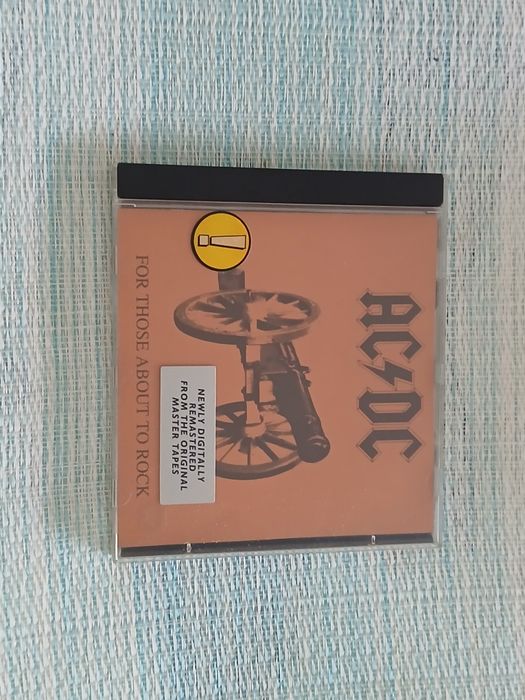 AC⚡DC
NEWLY DIGITALLY
REMASTERED
FROM THE ORIGINAL
MASTER TAPES
FOR THOSE ABOUT TO ROCK